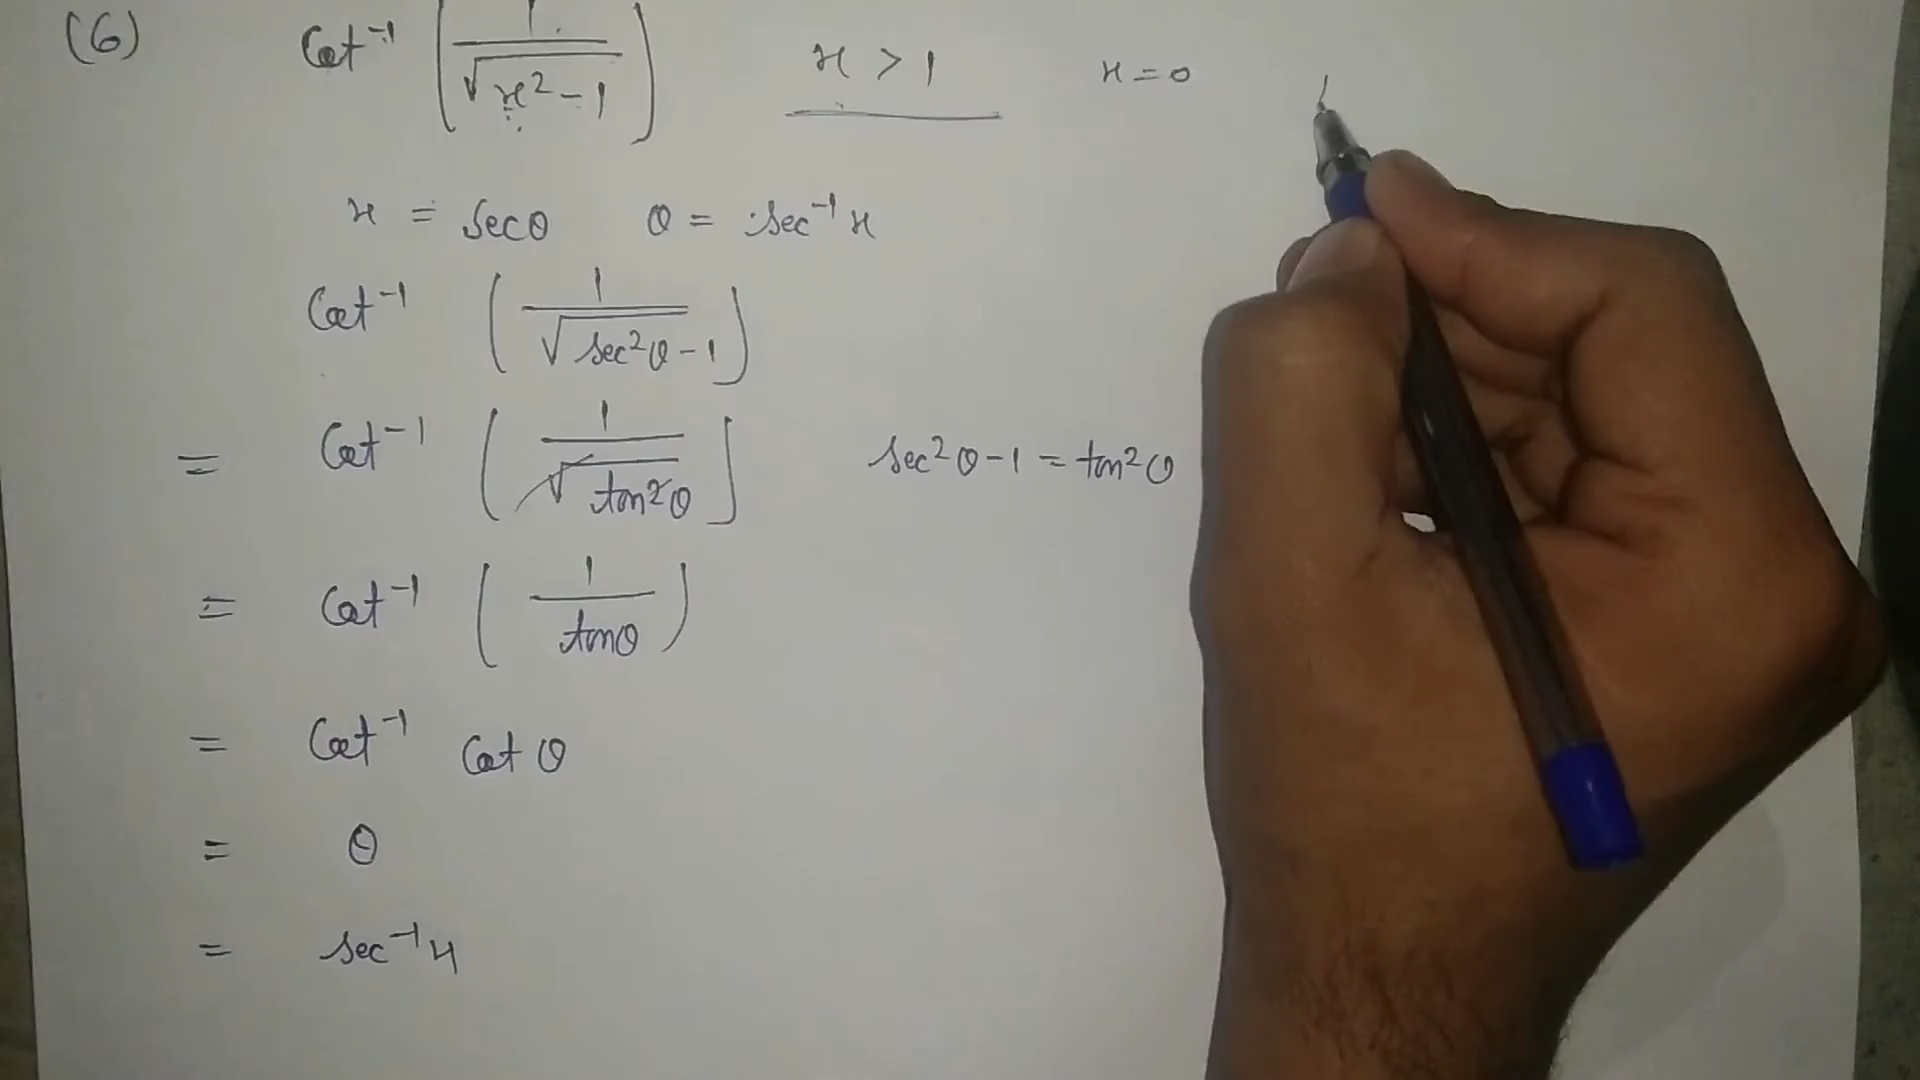 (6) Cot⁻¹ [1/√(x²-1)] x > 1 x = 0
x = secθ θ = sec⁻¹ x
Cot⁻¹ (1/√(sec²θ-1))
= Cot⁻¹ [1/√(tan²θ)] sec²θ-1 = tan²θ
= Cot⁻¹ (1/tanθ)
= Cot⁻¹ Cot θ
= θ
= sec⁻¹x